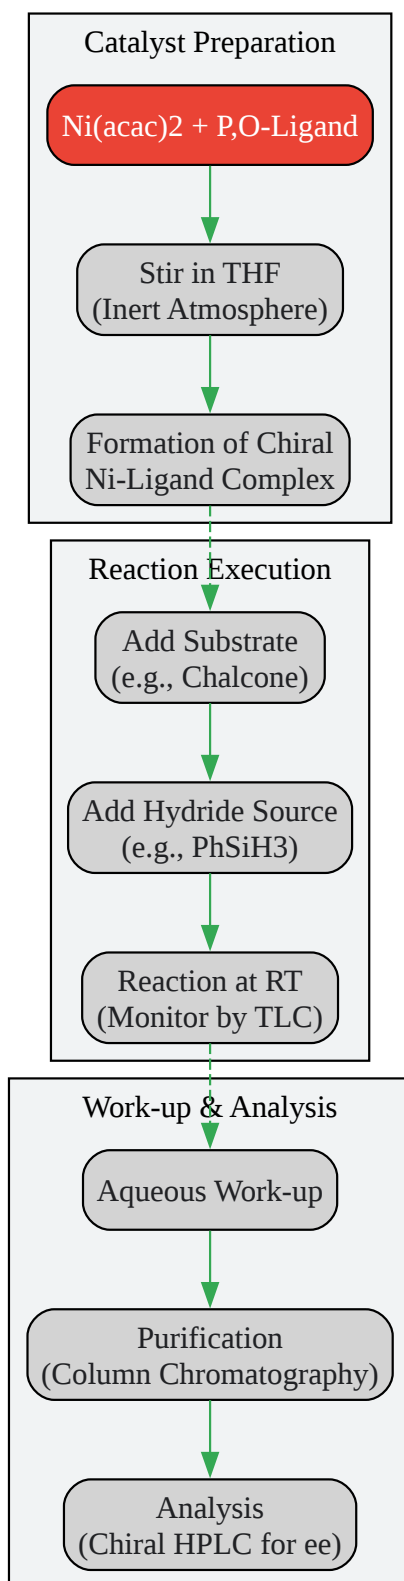 Catalyst Preparation
Ni(acac)2 + P,O-Ligand
Stir in THF
(Inert Atmosphere)
Formation of Chiral
Ni-Ligand Complex
Reaction Execution
Add Substrate
(e.g., Chalcone)
Add Hydride Source
(e.g., PhSiH3)
Reaction at RT
(Monitor by TLC)
Work-up & Analysis
Aqueous Work-up
Purification
(Column Chromatography)
Analysis
(Chiral HPLC for ee)